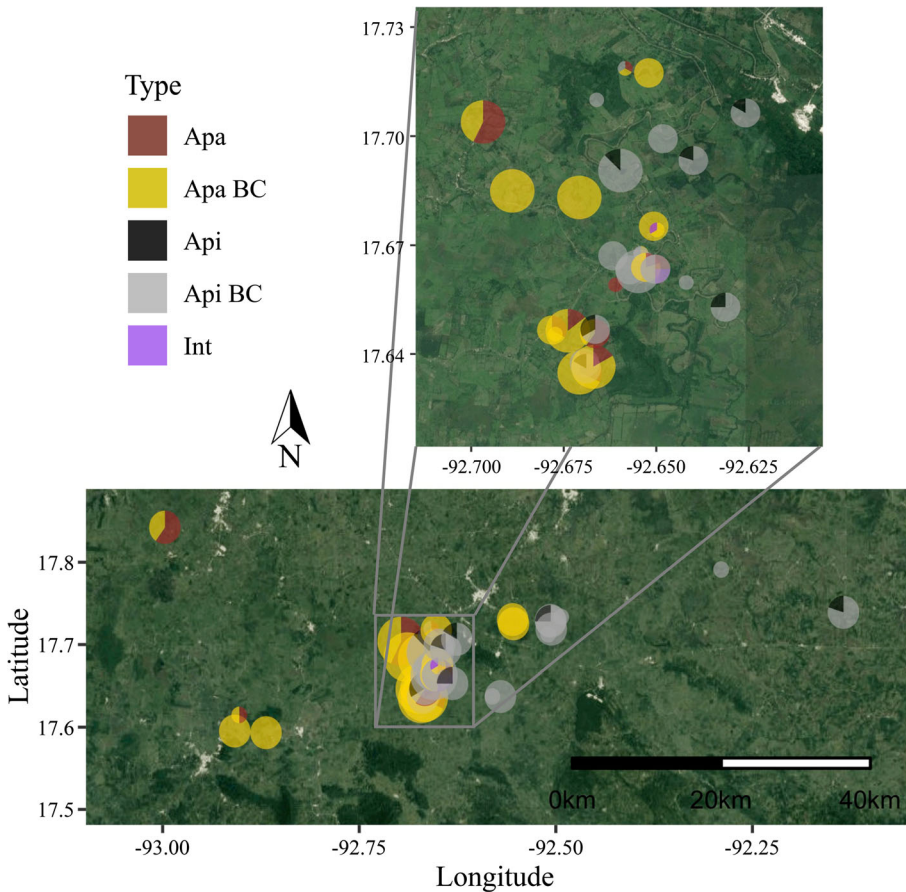 17.73
17.70
17.67
17.64
-92.700 -92.675 -92.650 -92.625
Type
Apa
Apa BC
Api
Api BC
Int
N
17.8
17.7
17.6
17.5
Latitude
0km 20km 40km
-93.00 -92.75 -92.50 -92.25
Longitude